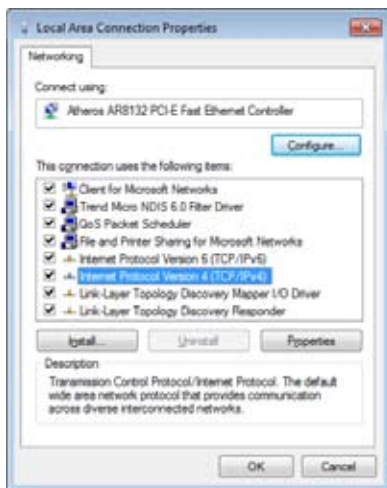 Local Area Connection Properties
Networking
Connect using:
Atheros AR8132 PCI-E Fast Ethernet Controller
Configure...
This connection uses the following items:
Client for Microsoft Networks
Trend Micro NDIS 6.0 Filter Driver
QoS Packet Scheduler
File and Printer Sharing for Microsoft Networks
Internet Protocol Version 6 (TCP/IPv6)
Internet Protocol Version 4 (TCP/IPv4)
Link-Layer Topology Discovery Mapper I/O Driver
Link-Layer Topology Discovery Responder
Install... Uninstall Properties
Description
Transmission Control Protocol/Internet Protocol. The default
wide area network protocol that provides communication
across diverse interconnected networks.
OK Cancel